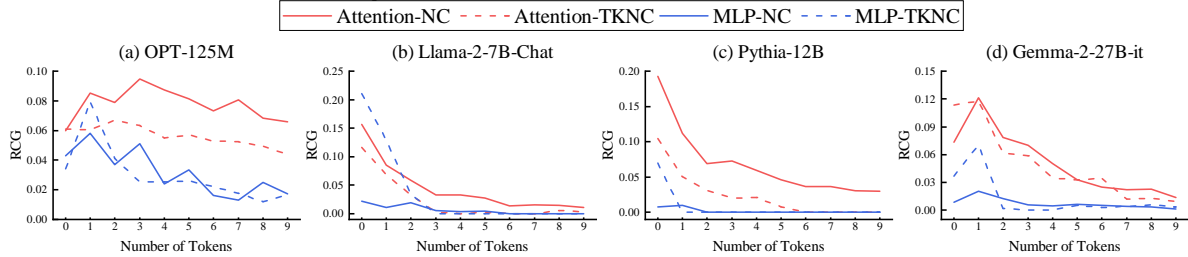 Attention-NC Attention-TKNC MLP-NC MLP-TKNC
(a) OPT-125M
0.10
0.08
0.06
0.04
0.02
0.00
RCG
0 1 2 3 4 5 6 7 8 9
Number of Tokens
(b) Llama-2-7B-Chat
0.25
0.20
0.15
0.10
0.05
0.00
RCG
0 1 2 3 4 5 6 7 8 9
Number of Tokens
(c) Pythia-12B
0.20
0.15
0.10
0.05
0.00
RCG
0 1 2 3 4 5 6 7 8 9
Number of Tokens
(d) Gemma-2-27B-it
0.15
0.12
0.09
0.06
0.03
0.00
RCG
0 1 2 3 4 5 6 7 8 9
Number of Tokens